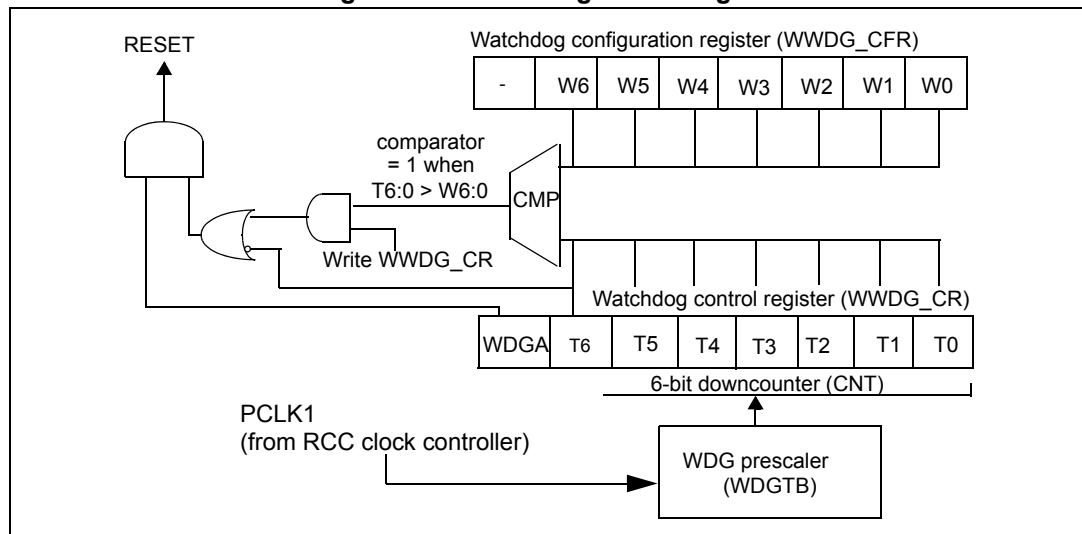 RESET
Watchdog configuration register (WWDG_CFR)
- W6 W5 W4 W3 W2 W1 W0
comparator
= 1 when
T6:0 > W6:0
CMP
Write WWDG_CR
Watchdog control register (WWDG_CR)
WDGA T6 T5 T4 T3 T2 T1 T0
6-bit downcounter (CNT)
PCLK1
(from RCC clock controller)
WDG prescaler
(WDGTB)